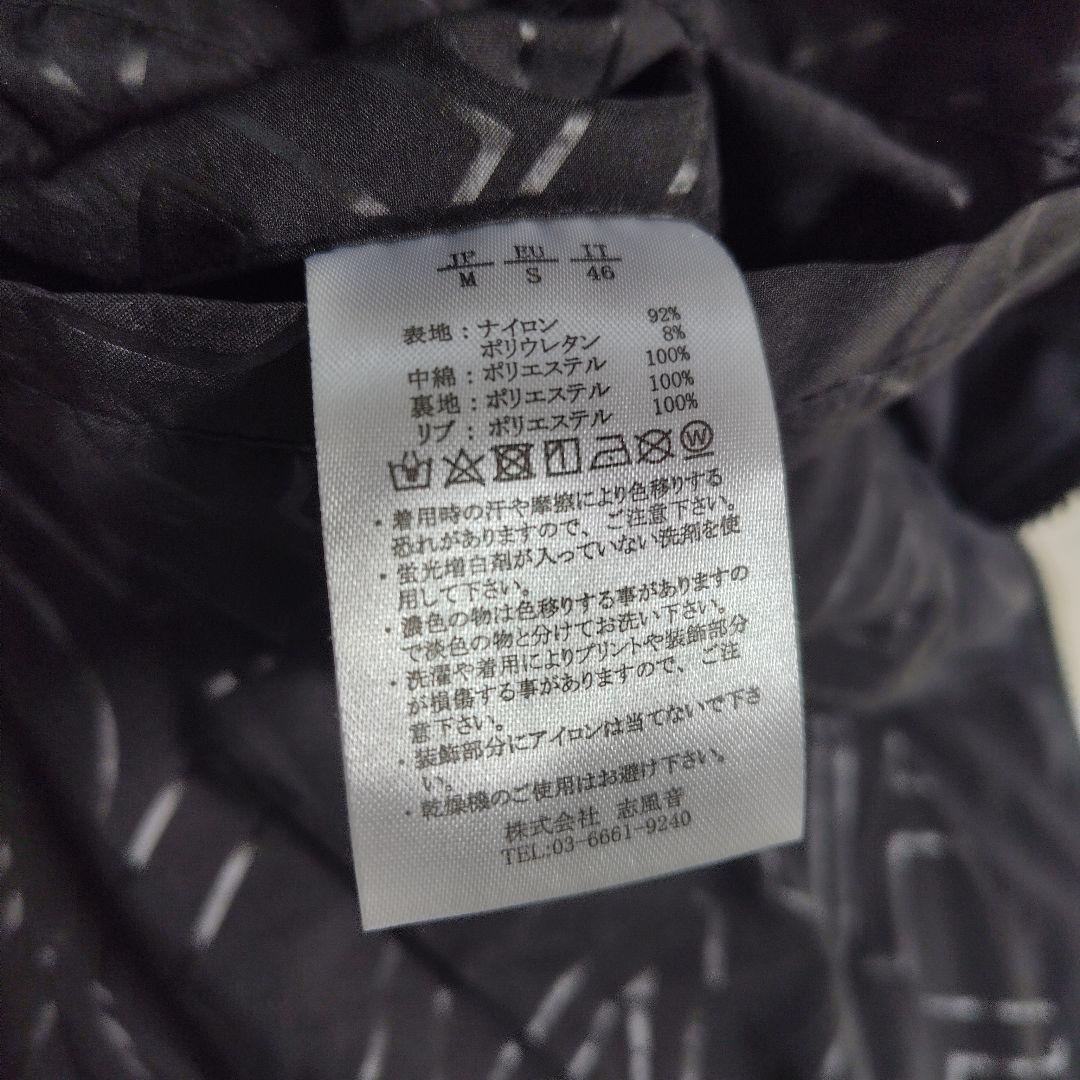 JP EU IT
M S 46
表地：ナイロン 92%
ポリウレタン 8%
中綿：ポリエステル 100%
裏地：ポリエステル 100%
リブ：ポリエステル 100%
W
・着用時の汗や摩擦により色移りする
恐れがありますので、ご注意下さい。
・蛍光増白剤が入っていない洗剤を使
用して下さい。
・濃色の物は色移りする事がありますの
で淡色の物と分けてお洗い下さい。
・洗濯や着用によりプリントや装飾部分
が損傷する事がありますので、ご注
意下さい。
・装飾部分にアイロンは当てないで下さ
い。
・乾燥機のご使用はお避け下さい。
株式会社 志風音
TEL:03-6661-9240